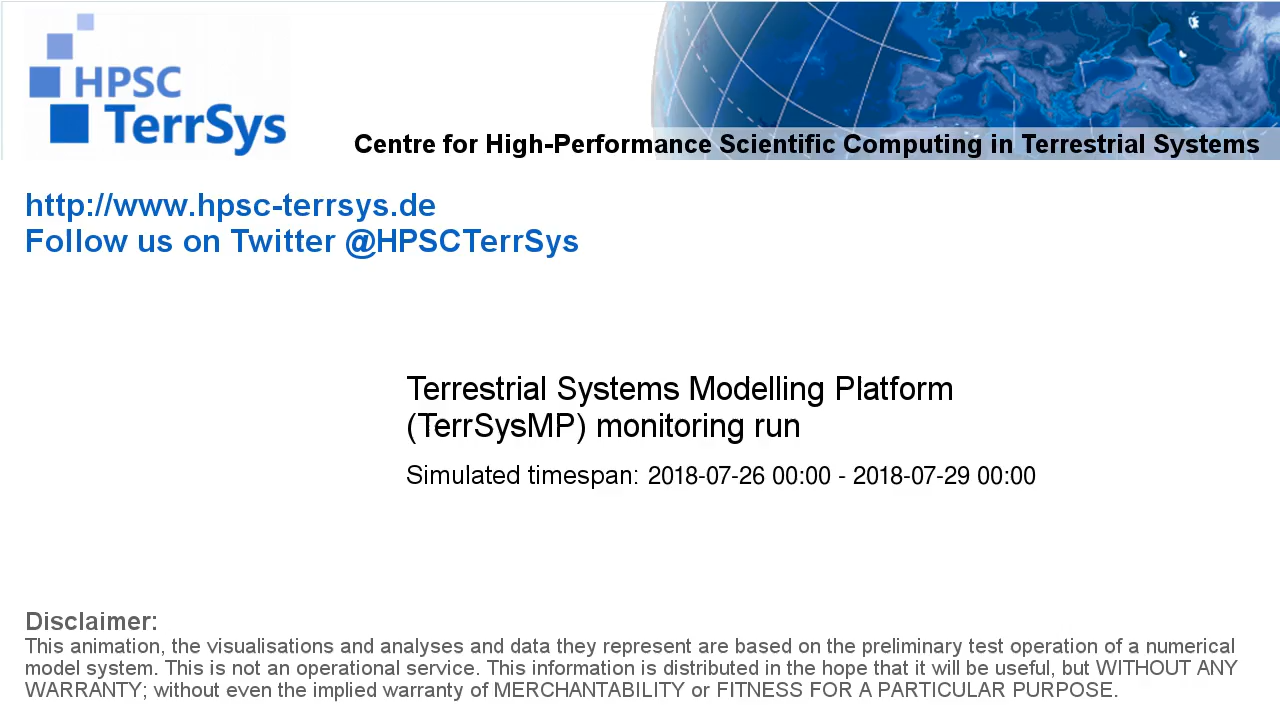 HPSC
TerrSys
Centre for High-Performance Scientific Computing in Terrestrial Systems
http://www.hpsc-terrsys.de
Follow us on Twitter @HPSCTerrSys
Terrestrial Systems Modelling Platform
(TerrSysMP) monitoring run
Simulated timespan: 2018-07-26 00:00 - 2018-07-29 00:00
Disclaimer:
This animation, the visualisations and analyses and data they represent are based on the preliminary test operation of a numerical
model system. This is not an operational service. This information is distributed in the hope that it will be useful, but WITHOUT ANY
WARRANTY; without even the implied warranty of MERCHANTABILITY or FITNESS FOR A PARTICULAR PURPOSE.